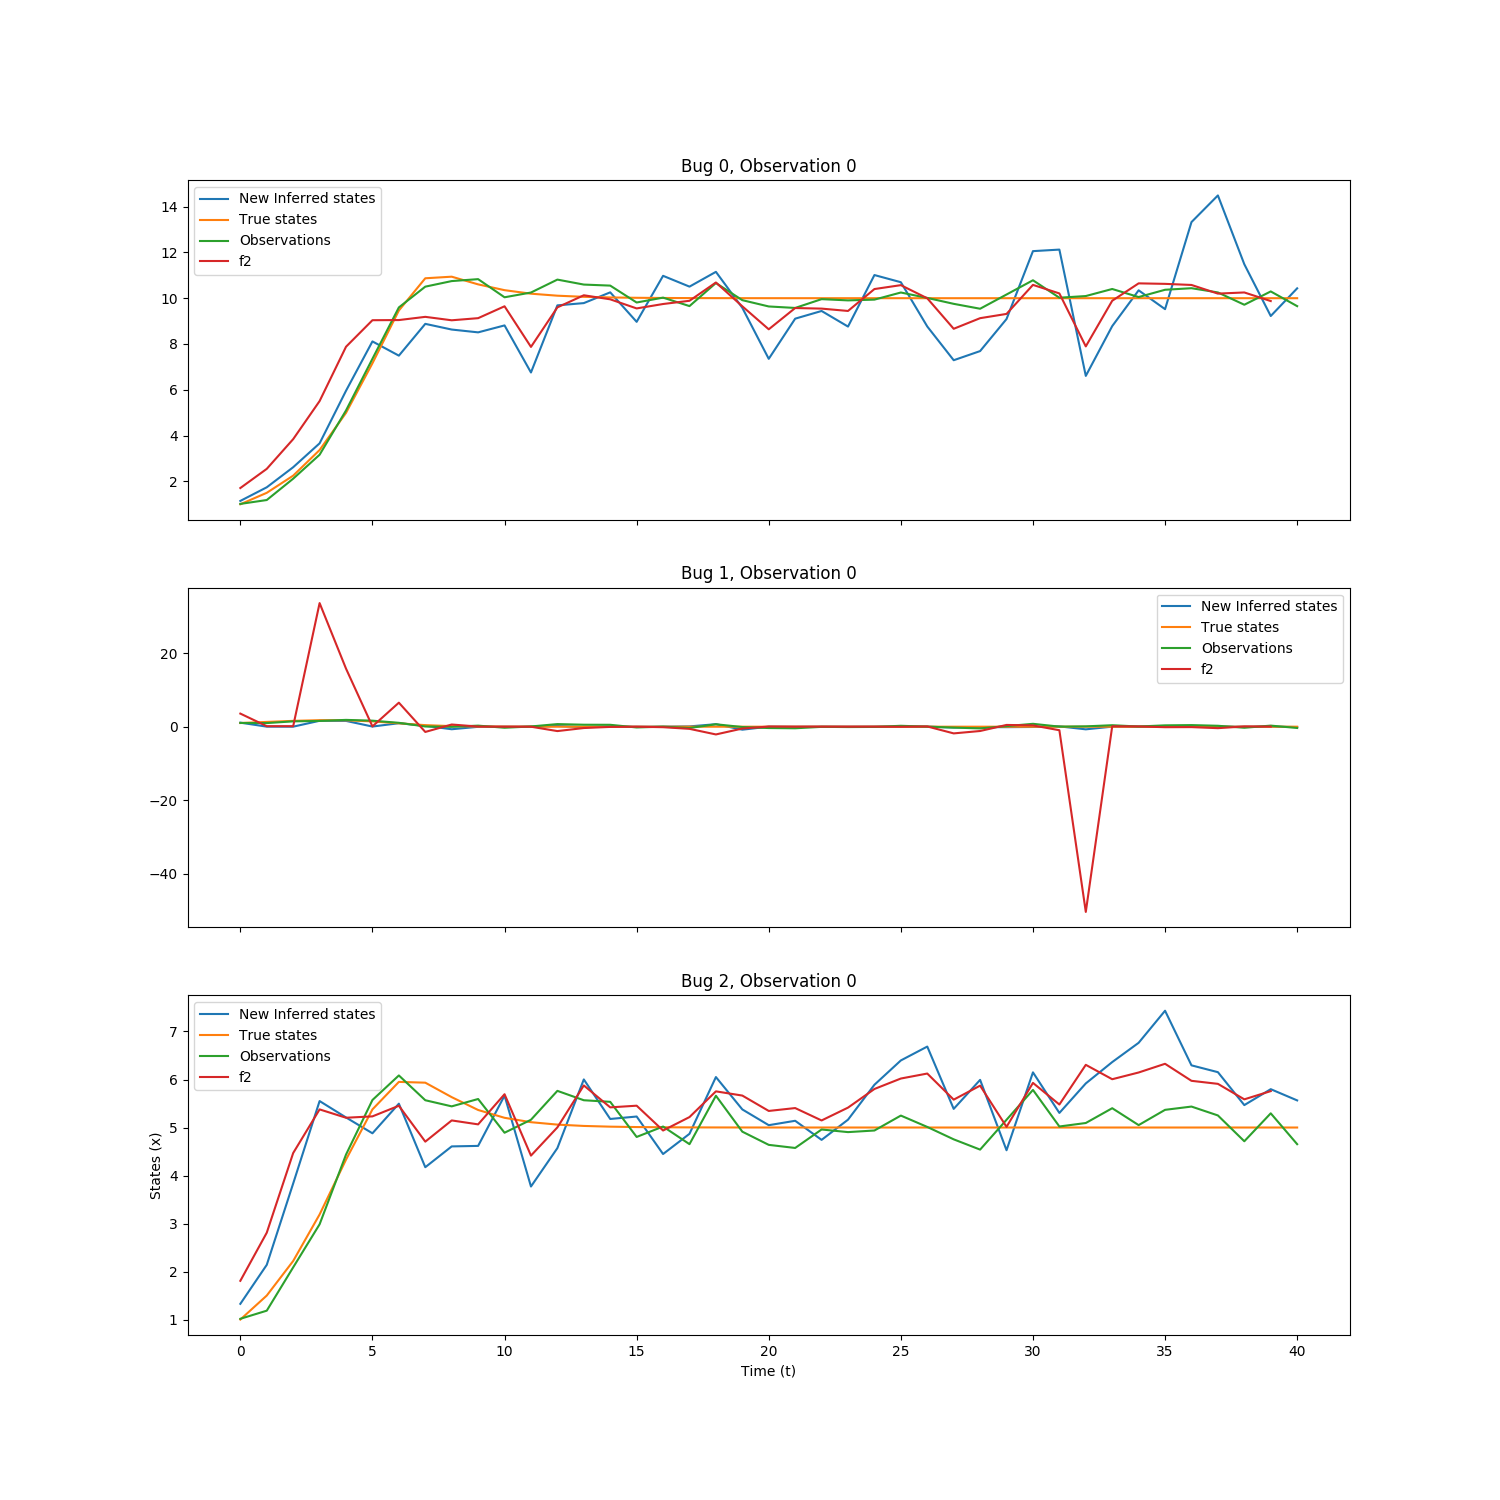 Bug 0, Observation 0
New Inferred states
True states
Observations
f2
14
12
10
8
6
4
2
Bug 1, Observation 0
New Inferred states
True states
Observations
f2
20
0
−20
−40
Bug 2, Observation 0
New Inferred states
True states
Observations
f2
7
6
5
4
3
2
1
States (x)
0 5 10 15 20 25 30 35 40
Time (t)